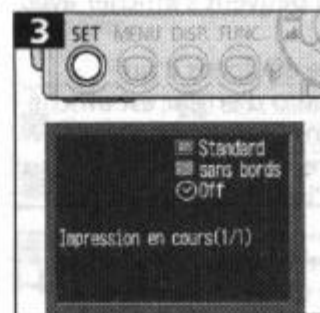 3
SET MENU DISP. FUNC.
Standard
sans bords
Off
Impression en cours(1/1)